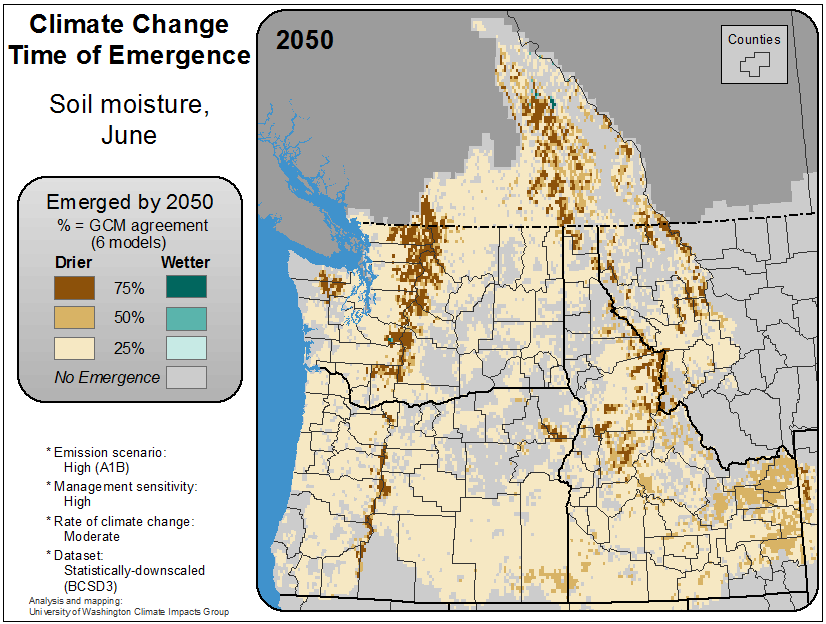 Climate Change
Time of Emergence
Soil moisture,
June
Emerged by 2050
% = GCM agreement
(6 models)
Drier Wetter
75%
50%
25%
No Emergence
* Emission scenario:
High (A1B)
* Management sensitivity:
High
* Rate of climate change:
Moderate
* Dataset:
Statistically-downscaled
(BCSD3)
Analysis and mapping:
University of Washington Climate Impacts Group
2050
Counties